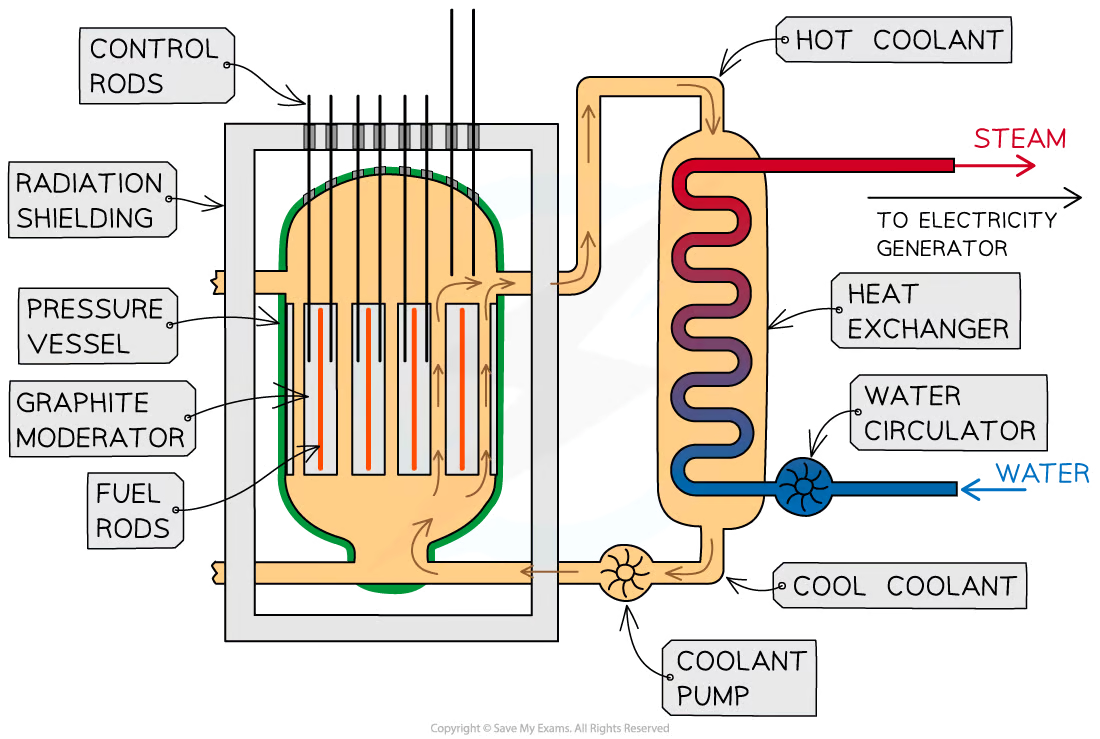 CONTROL
RODS
HOT COOLANT
STEAM
RADIATION
SHIELDING
TO ELECTRICITY
GENERATOR
PRESSURE
VESSEL
HEAT
EXCHANGER
GRAPHITE
MODERATOR
WATER
CIRCULATOR
FUEL
RODS
WATER
COOL COOLANT
COOLANT
PUMP
Copyright © Save My Exams. All Rights Reserved